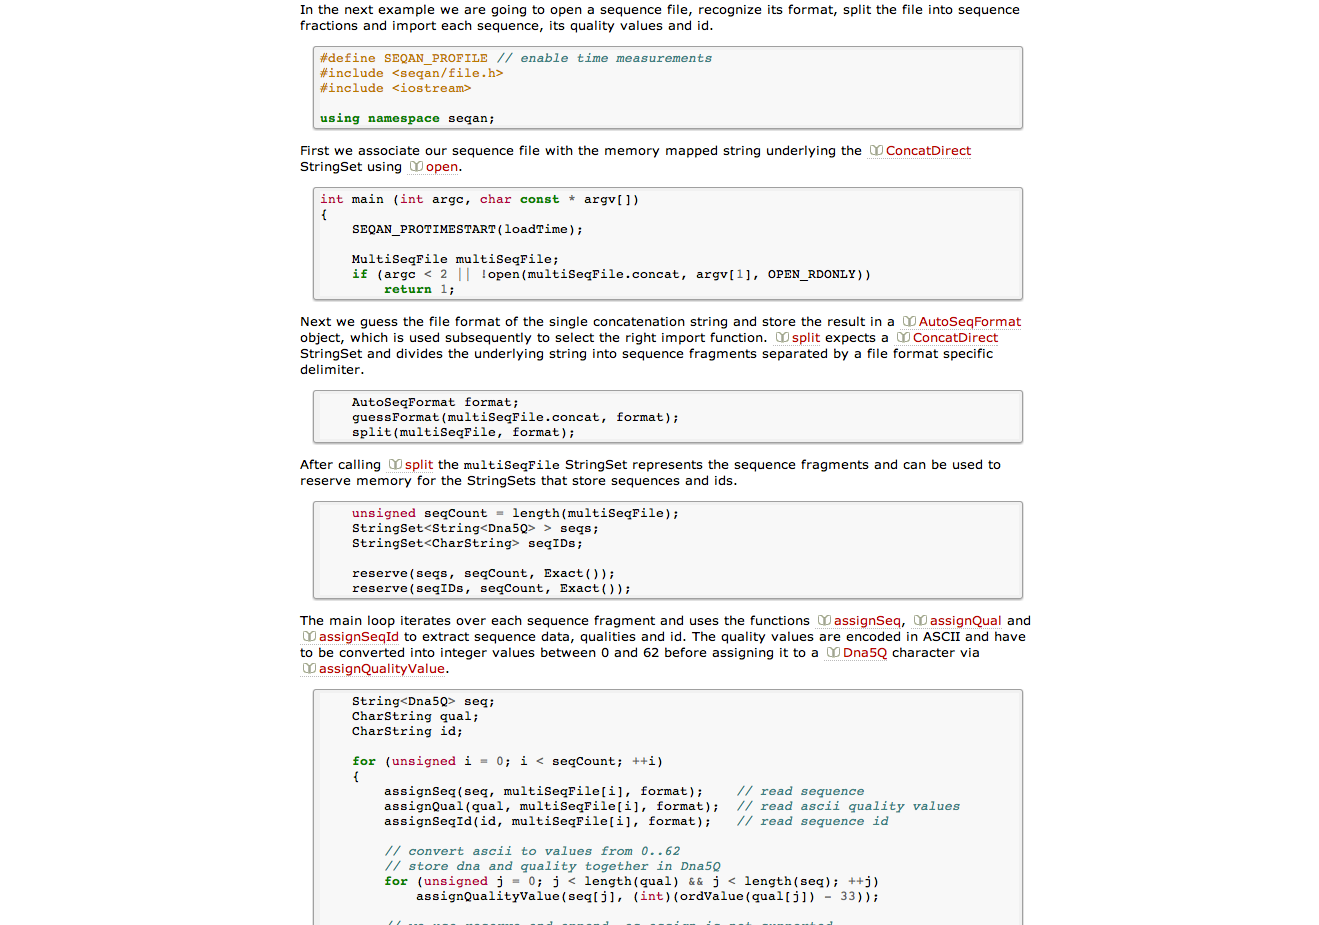 In the next example we are going to open a sequence file, recognize its format, split the file into sequence
fractions and import each sequence, its quality values and id.
#define SEQAN_PROFILE // enable time measurements
#include <seqan/file.h>
#include <iostream>
using namespace seqan;
First we associate our sequence file with the memory mapped string underlying the ConcatDirect
StringSet using open.
int main (int argc, char const * argv[])
{
    SEQAN_PROTIMESTART(loadTime);
    MultiSeqFile multiSeqFile;
    if (argc < 2 || !open(multiSeqFile.concat, argv[1], OPEN_RDONLY))
        return 1;
Next we guess the file format of the single concatenation string and store the result in a AutoSeqFormat
object, which is used subsequently to select the right import function. split expects a ConcatDirect
StringSet and divides the underlying string into sequence fragments separated by a file format specific
delimiter.
    AutoSeqFormat format;
    guessFormat(multiSeqFile.concat, format);
    split(multiSeqFile, format);
After calling split the multiSeqFile StringSet represents the sequence fragments and can be used to
reserve memory for the StringSets that store sequences and ids.
    unsigned seqCount = length(multiSeqFile);
    StringSet<String<Dna5Q> > seqs;
    StringSet<CharString> seqIDs;
    reserve(seqs, seqCount, Exact());
    reserve(seqIDs, seqCount, Exact());
The main loop iterates over each sequence fragment and uses the functions assignSeq, assignQual and
assignSeqId to extract sequence data, qualities and id. The quality values are encoded in ASCII and have
to be converted into integer values between 0 and 62 before assigning it to a Dna5Q character via
assignQualityValue.
    String<Dna5Q> seq;
    CharString qual;
    CharString id;
    for (unsigned i = 0; i < seqCount; ++i)
    {
        assignSeq(seq, multiSeqFile[i], format);    // read sequence
        assignQual(qual, multiSeqFile[i], format);  // read ascii quality values
        assignSeqId(id, multiSeqFile[i], format);   // read sequence id
        // convert ascii to values from 0..62
        // store dna and quality together in Dna5Q
        for (unsigned j = 0; j < length(qual) && j < length(seq); ++j)
            assignQualityValue(seq[j], (int)(ordValue(qual[j]) - 33));